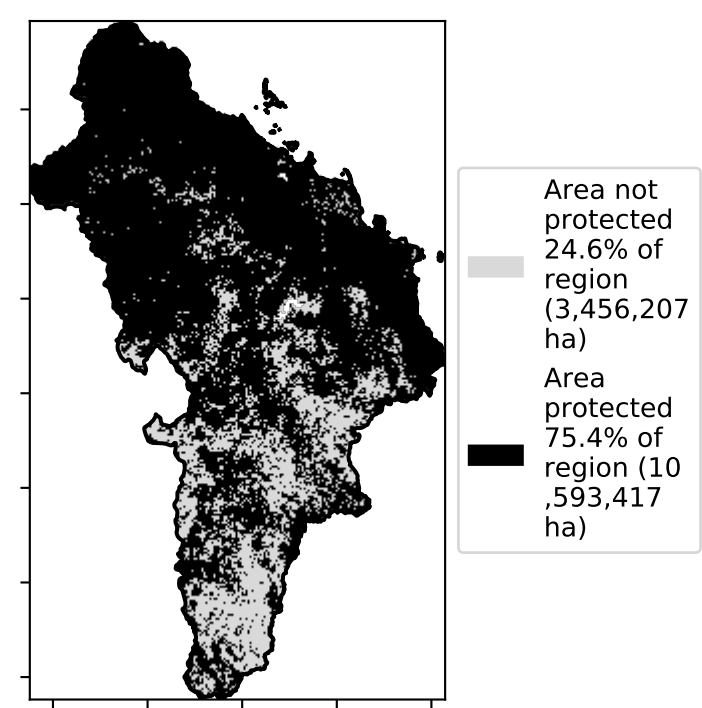 Area not
protected
24.6% of
region
(3,456,207
ha)
Area
protected
75.4% of
region (10
,593,417
ha)